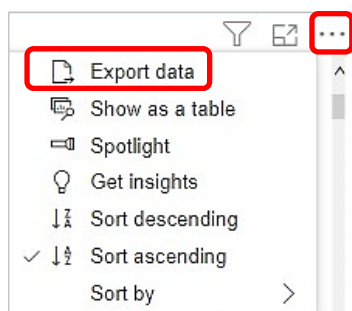 Export data
Show as a table
Spotlight
Get insights
Sort descending
Sort ascending
Sort by